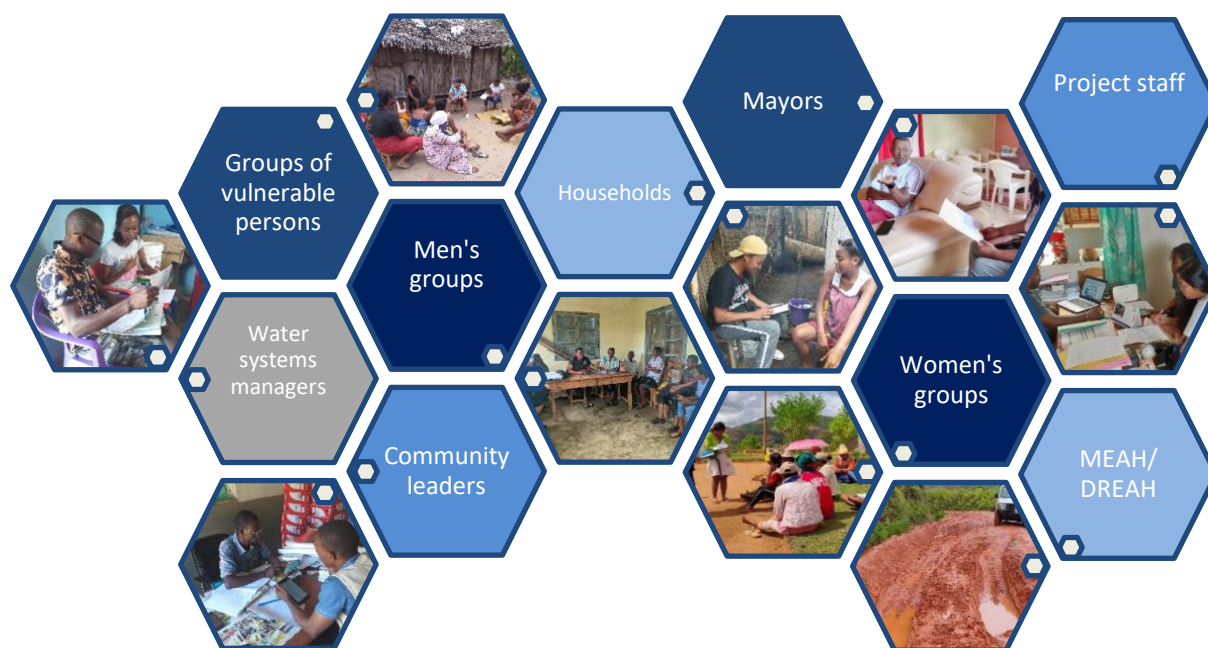 Groups of
vulnerable
persons
Water
systems
managers
Men's
groups
Community
leaders
Households
Mayors
Women's
groups
Project staff
MEAH/
DREAH